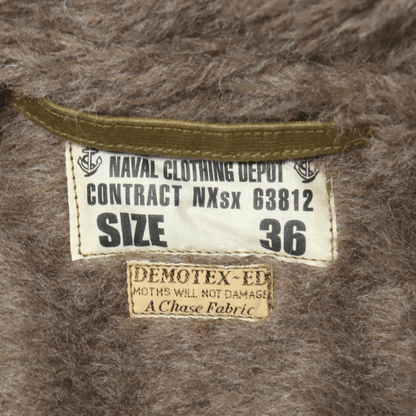 NAVAL CLOTHING DEPOT
CONTRACT NXsx 63812
SIZE 36
DEMOTEX-ED
MOTHS WILL NOT DAMAGE
A Chase Fabric